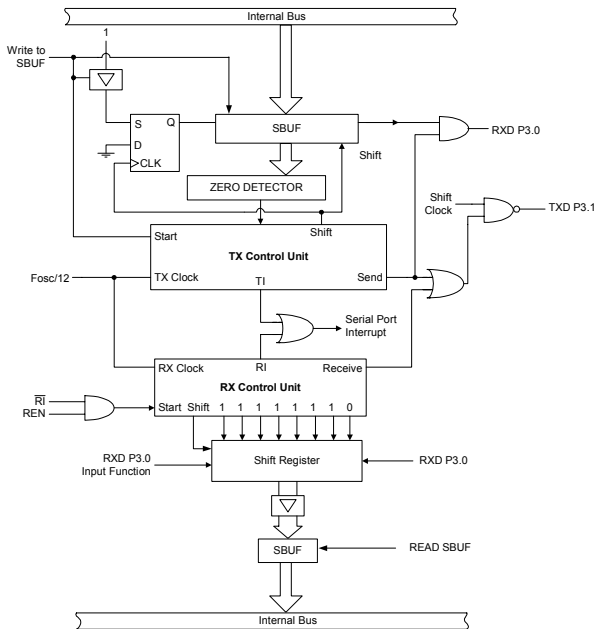 Internal Bus
1
Write to
SBUF
S
Q
D
CLK
SBUF
RXD P3.0
Shift
ZERO DETECTOR
Shift
Clock
TXD P3.1
Start
Shift
TX Control Unit
Fosc/12
TX Clock
Send
TI
Serial Port
Interrupt
RX Clock
RI
Receive
RX Control Unit
RI
REN
Start Shift 1 1 1 1 1 1 1 0
RXD P3.0
Input Function
Shift Register
RXD P3.0
SBUF
READ SBUF
Internal Bus